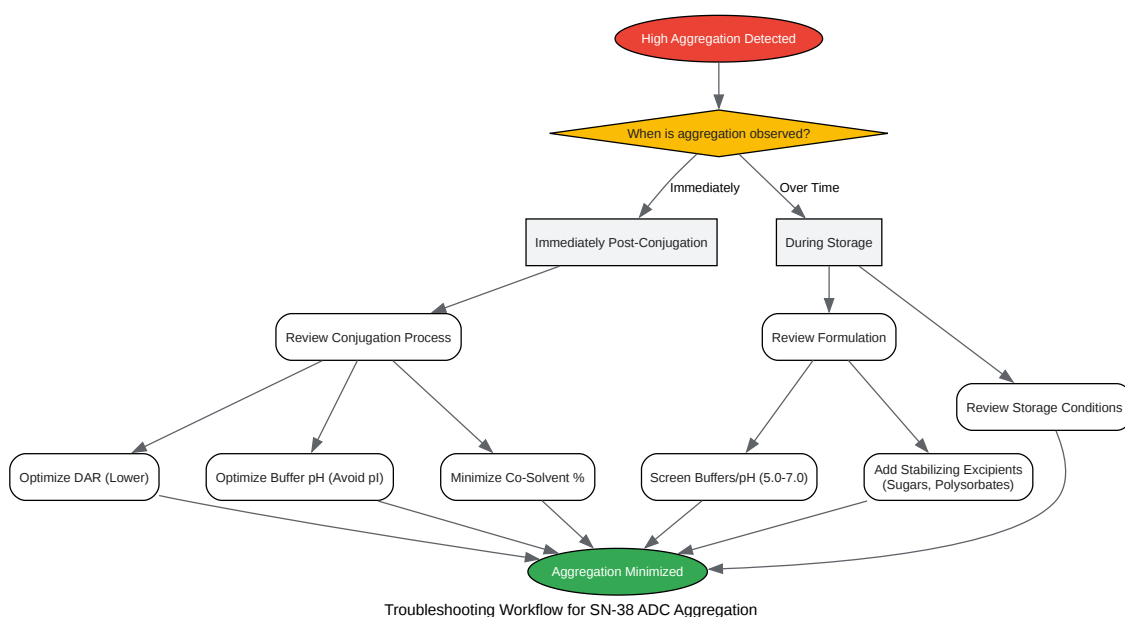 High Aggregation Detected
When is aggregation observed?
Immediately
Over Time
Immediately Post-Conjugation
During Storage
Review Conjugation Process
Review Formulation
Review Storage Conditions
Optimize DAR (Lower)
Optimize Buffer pH (Avoid pI)
Minimize Co-Solvent %
Screen Buffers/pH (5.0-7.0)
Add Stabilizing Excipients
(Sugars, Polysorbates)
Aggregation Minimized
Troubleshooting Workflow for SN-38 ADC Aggregation